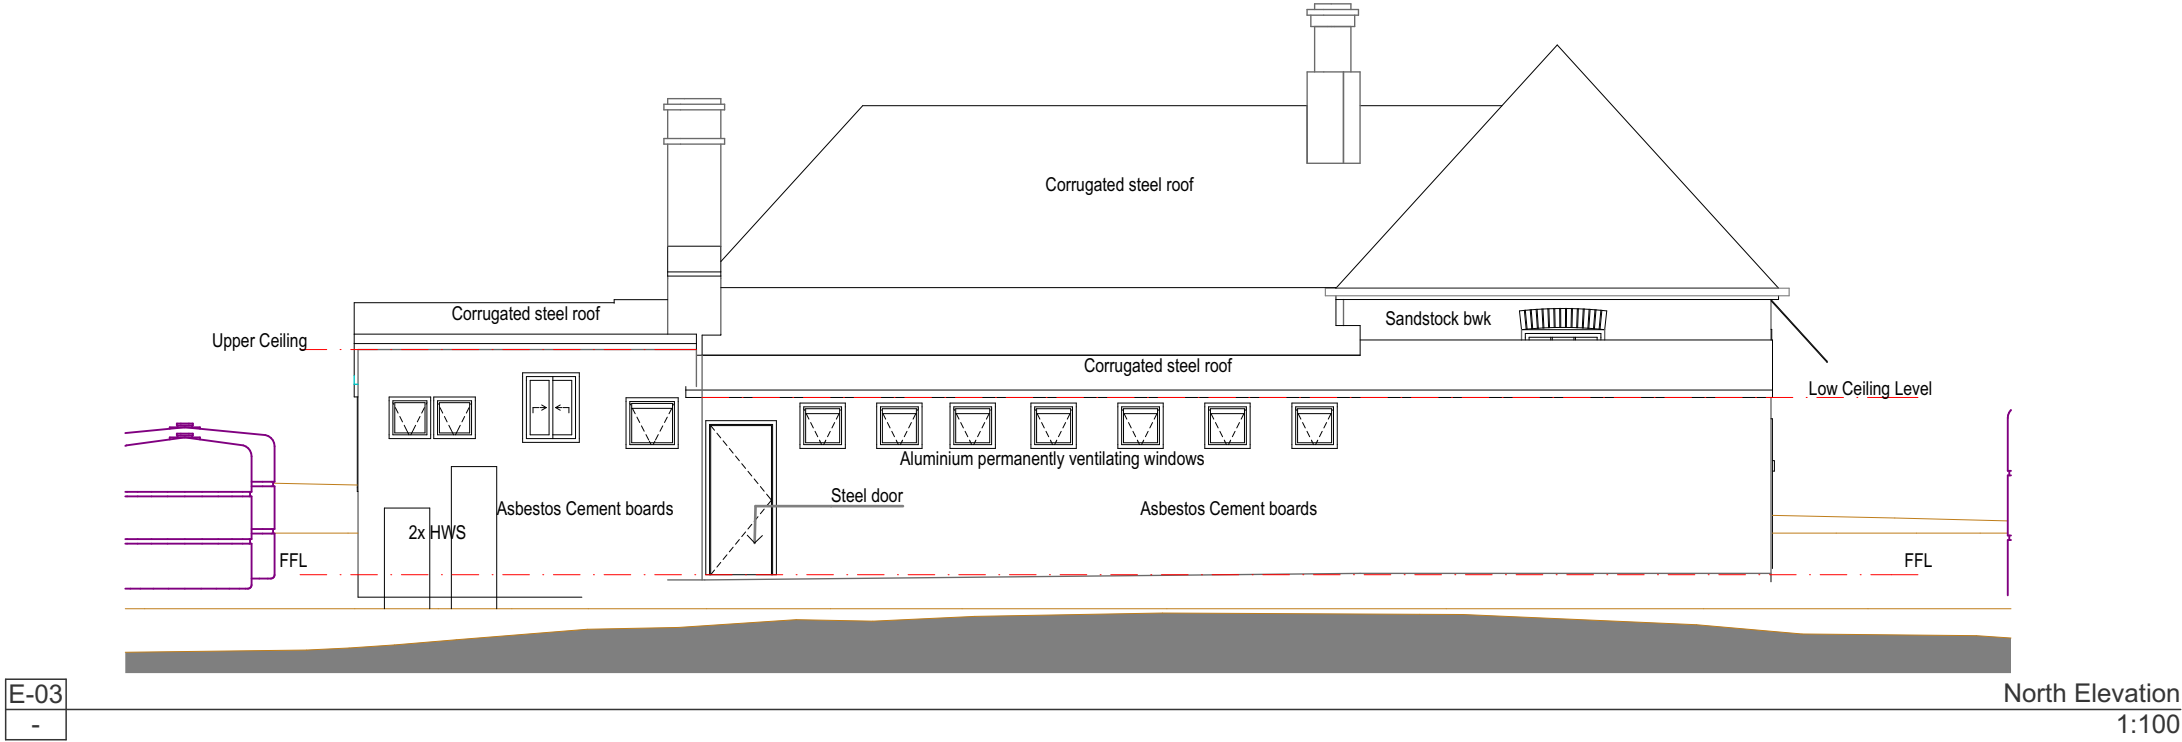 Corrugated steel roof
Corrugated steel roof
Sandstock bwk
Upper Ceiling
Corrugated steel roof
Low Ceiling Level
Aluminium permanently ventilating windows
Steel door
Asbestos Cement boards
Asbestos Cement boards
2x HWS
FFL
FFL
E-03
North Elevation
-
1:100